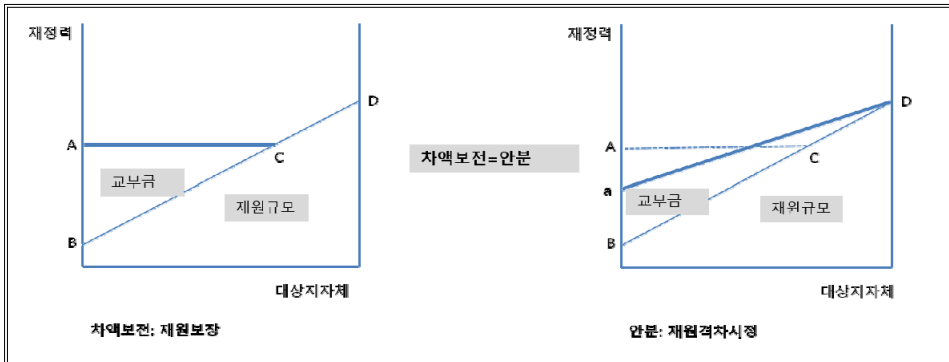 재정력
A
B
C
D
교부금
재원규모
대상지자체
차액보전: 재원보장
차액보전=안분
재정력
A
a
B
C
D
교부금
재원규모
대상지자체
안분: 재원격차시정